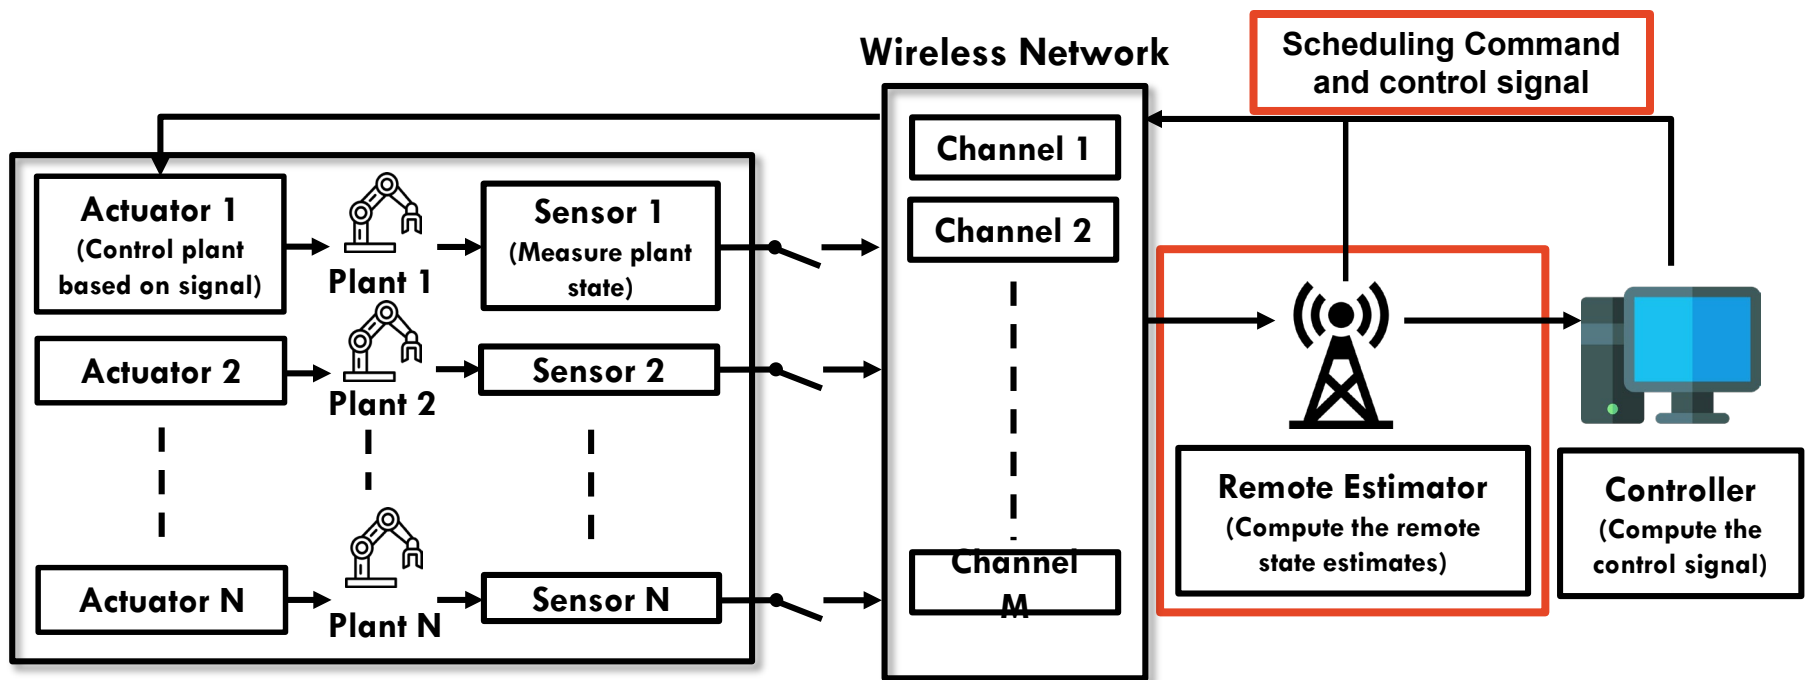 Wireless Network
Scheduling Command
and control signal
Actuator 1
(Control plant
based on signal)
Plant 1
Sensor 1
(Measure plant
state)
Actuator 2
Plant 2
Sensor 2
Actuator N
Plant N
Sensor N
Channel 1
Channel 2
Channel
M
Remote Estimator
(Compute the remote
state estimates)
Controller
(Compute the
control signal)